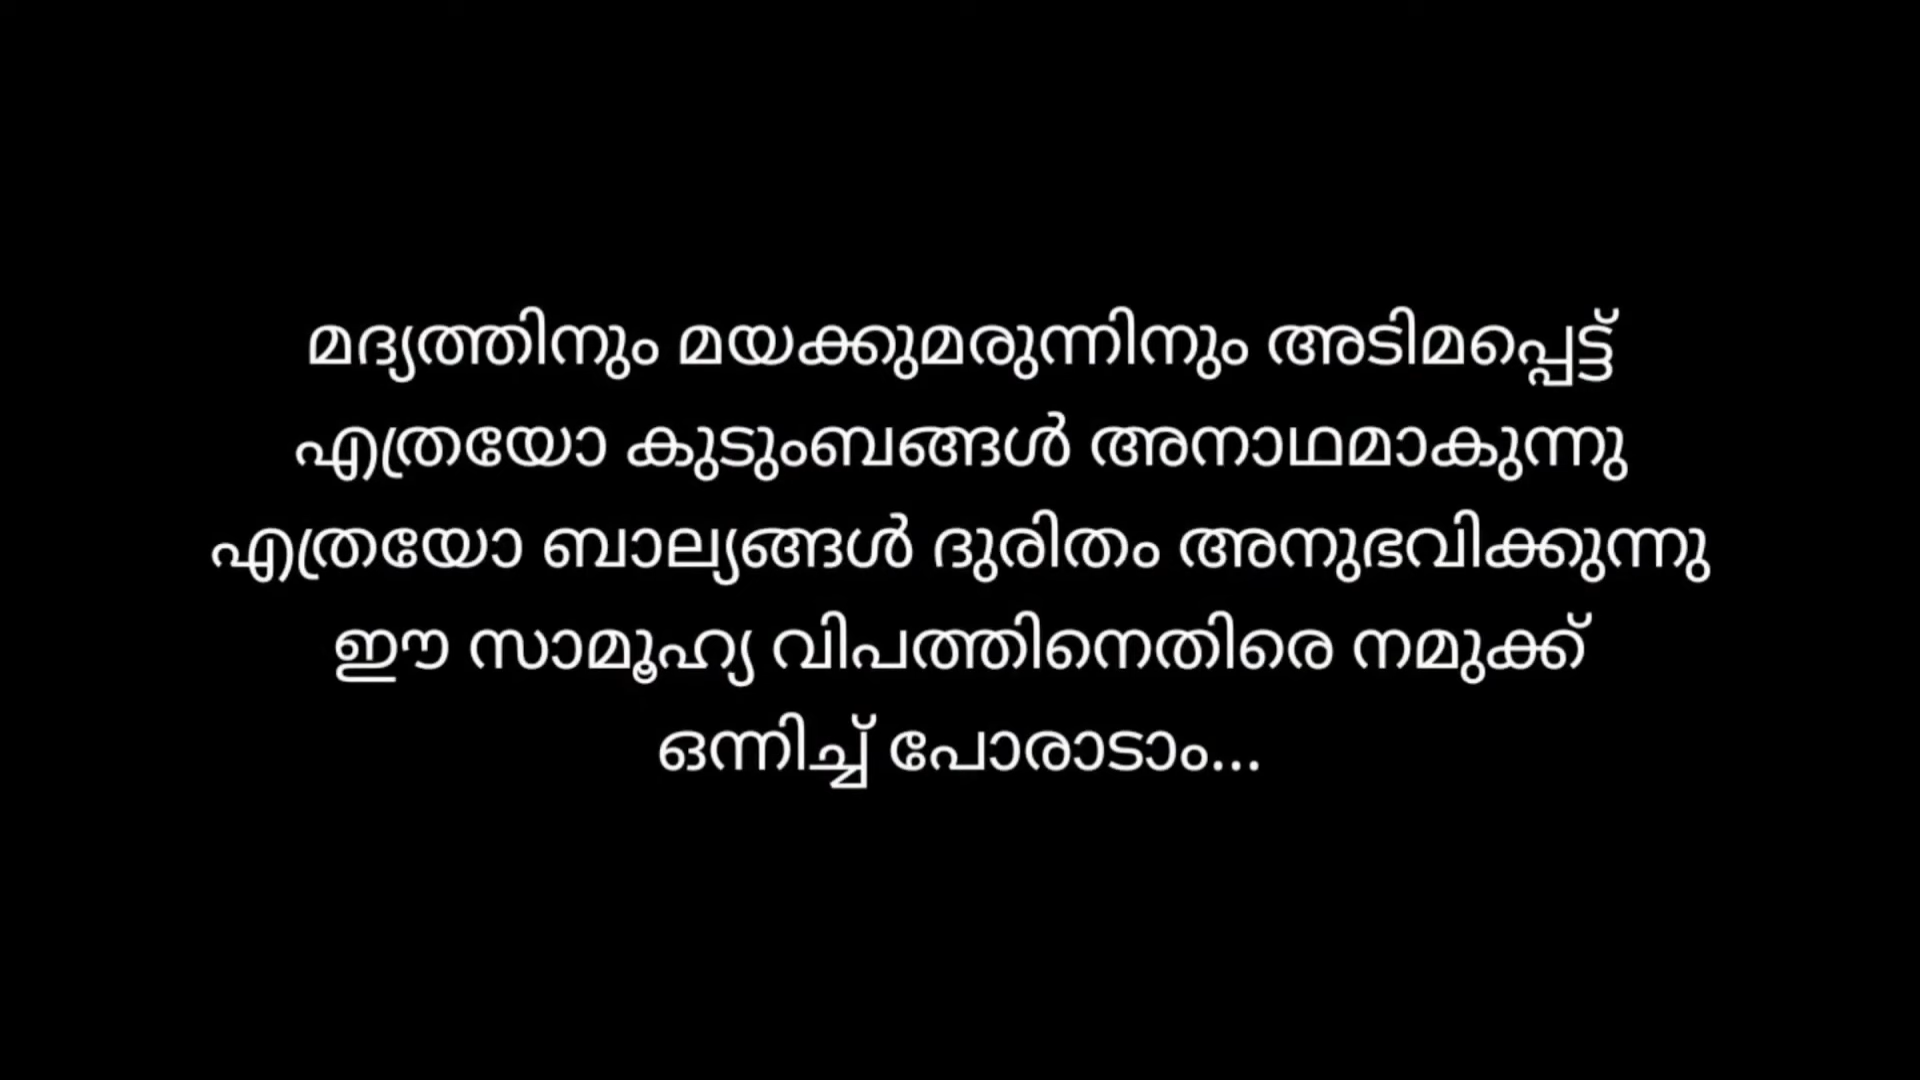 മദ്യത്തിനും മയക്കുമരുന്നിനും അടിമപ്പെട്ട്
എത്രയോ കുടുംബങ്ങൾ അനാഥമാകുന്നു
എത്രയോ ബാല്യങ്ങൾ ദുരിതം അനുഭവിക്കുന്നു
ഈ സാമൂഹ്യ വിപത്തിനെതിരെ നമുക്ക്
ഒന്നിച്ച് പോരാടാം...